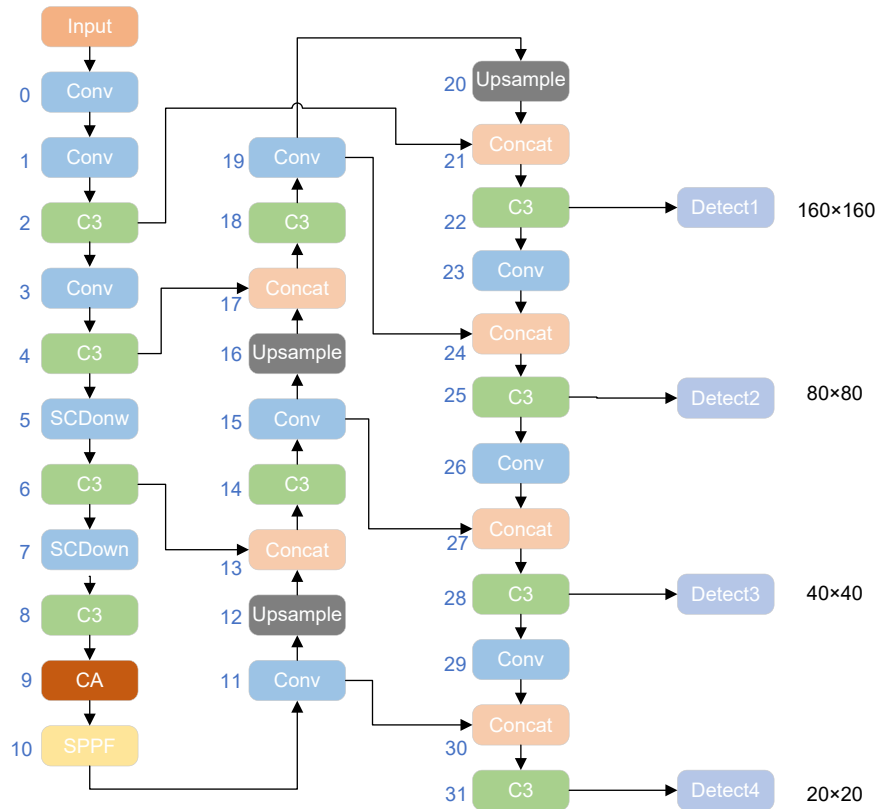 Input
0 Conv
1 Conv
2 C3
3 Conv
4 C3
5 SCDonw
6 C3
7 SCDown
8 C3
9 CA
10 SPPF
19 Conv
18 C3
Concat
17
16 Upsample
15 Conv
14 C3
Concat
13
12 Upsample
11 Conv
20 Upsample
Concat
21
C3 Detect1 160×160
22
23 Conv
Concat
24
25 C3 Detect2 80×80
26 Conv
Concat
27
28 C3 Detect3 40×40
29 Conv
Concat
30
31 C3 Detect4 20×20